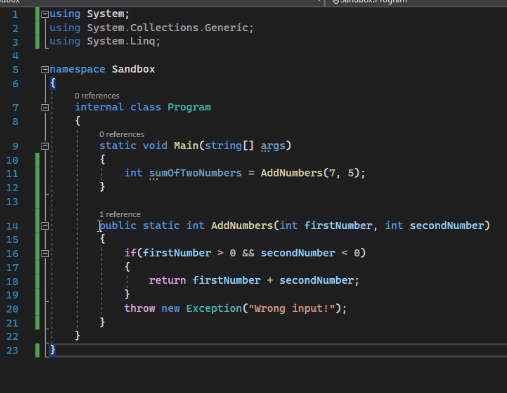 ndbox
Sandbox.Program
1 using System;
2 using System.Collections.Generic;
3 using System.Linq;
4
5 namespace Sandbox
6 {
0 references
7 internal class Program
8 {
0 references
9 static void Main(string[] args)
10 {
11 int sumOfTwoNumbers = AddNumbers(7, 5);
12 }
13
1 reference
14 public static int AddNumbers(int firstNumber, int secondNumber)
15 {
16 if(firstNumber > 0 && secondNumber < 0)
17 {
18 return firstNumber + secondNumber;
19 }
20 throw new Exception("Wrong input!");
21 }
22 }
23 }